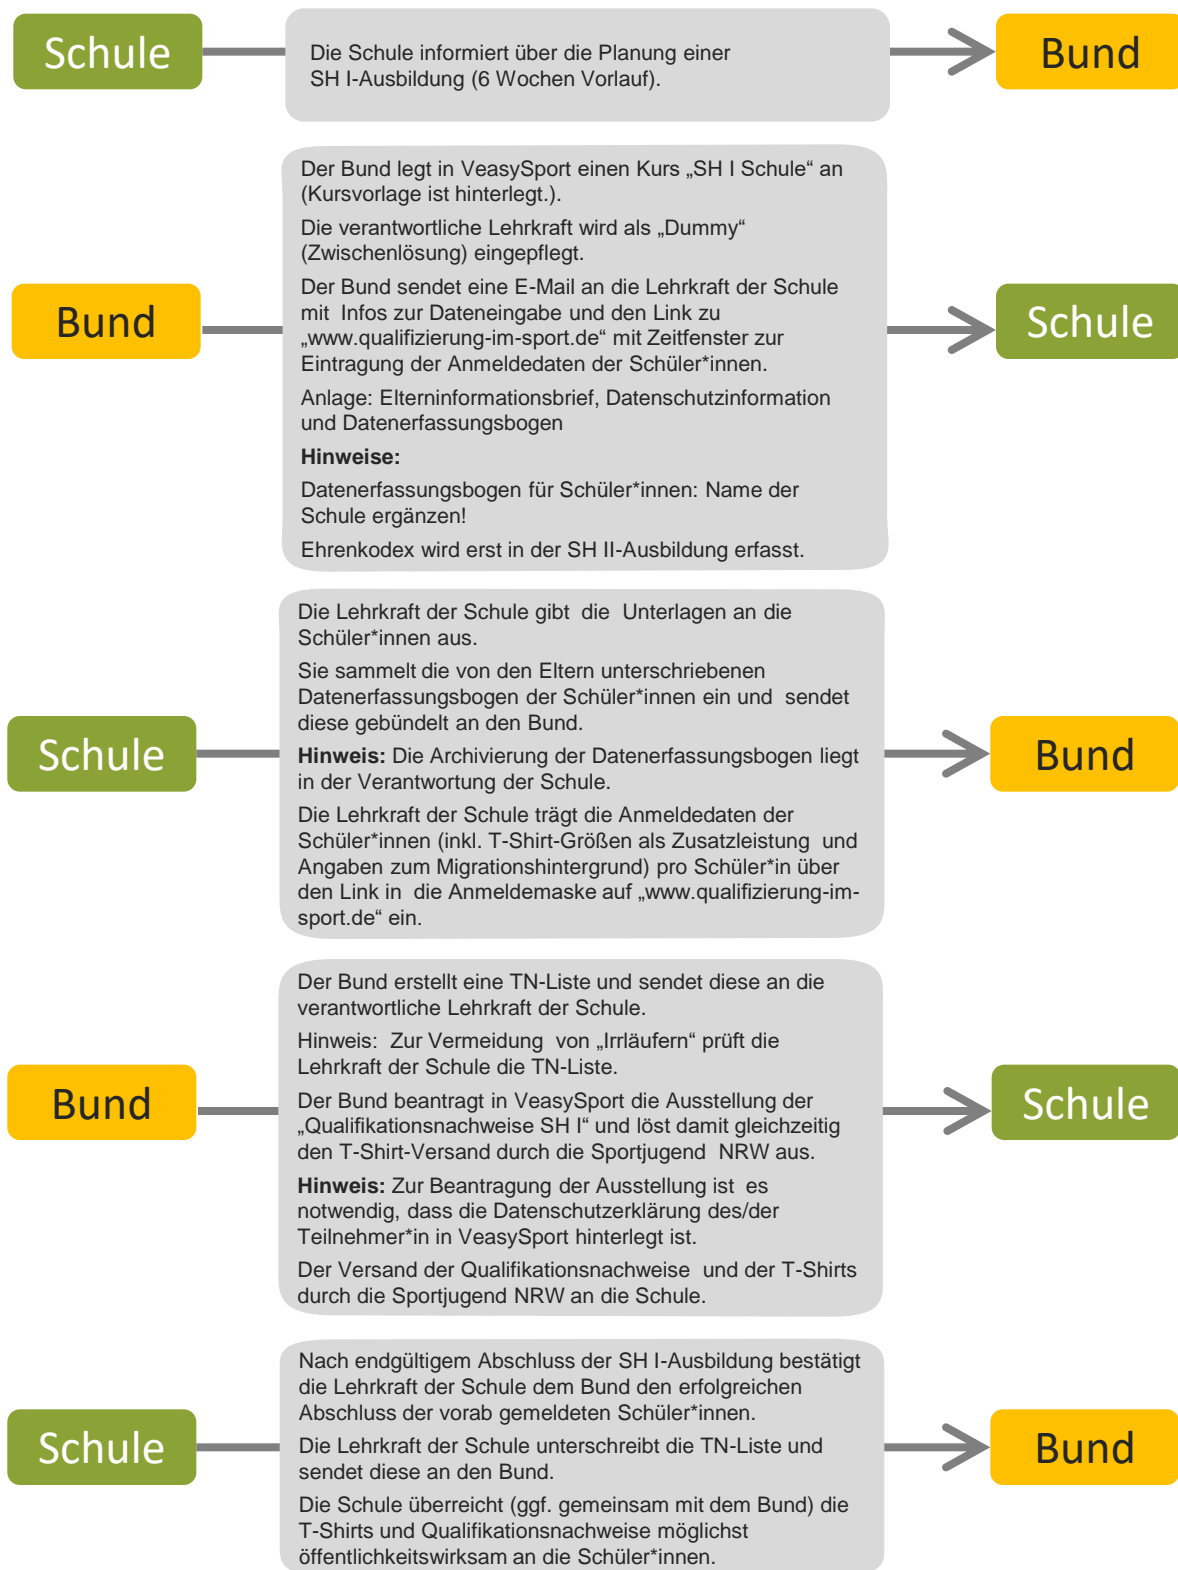 Schule
Die Schule informiert über die Planung einer
SH I-Ausbildung (6 Wochen Vorlauf).
Bund
Bund
Der Bund legt in VeasySport einen Kurs „SH I Schule“ an
(Kursvorlage ist hinterlegt.).
Die verantwortliche Lehrkraft wird als „Dummy“
(Zwischenlösung) eingepflegt.
Der Bund sendet eine E-Mail an die Lehrkraft der Schule
mit Infos zur Dateneingabe und den Link zu
„www.qualifizierung-im-sport.de“ mit Zeitfenster zur
Eintragung der Anmeldedaten der Schüler*innen.
Anlage: Elterninformationsbrief, Datenschutzinformation
und Datenerfassungsbogen
Hinweise:
Datenerfassungsbogen für Schüler*innen: Name der
Schule ergänzen!
Ehrenkodex wird erst in der SH II-Ausbildung erfasst.
Schule
Schule
Die Lehrkraft der Schule gibt die Unterlagen an die
Schüler*innen aus.
Sie sammelt die von den Eltern unterschriebenen
Datenerfassungsbogen der Schüler*innen ein und sendet
diese gebündelt an den Bund.
Hinweis: Die Archivierung der Datenerfassungsbogen liegt
in der Verantwortung der Schule.
Die Lehrkraft der Schule trägt die Anmeldedaten der
Schüler*innen (inkl. T-Shirt-Größen als Zusatzleistung und
Angaben zum Migrationshintergrund) pro Schüler*in über
den Link in die Anmeldemaske auf „www.qualifizierung-im-
sport.de“ ein.
Bund
Bund
Der Bund erstellt eine TN-Liste und sendet diese an die
verantwortliche Lehrkraft der Schule.
Hinweis: Zur Vermeidung von „Irrläufern“ prüft die
Lehrkraft der Schule die TN-Liste.
Der Bund beantragt in VeasySport die Ausstellung der
„Qualifikationsnachweise SH I“ und löst damit gleichzeitig
den T-Shirt-Versand durch die Sportjugend NRW aus.
Hinweis: Zur Beantragung der Ausstellung ist es
notwendig, dass die Datenschutzerklärung des/der
Teilnehmer*in in VeasySport hinterlegt ist.
Der Versand der Qualifikationsnachweise und der T-Shirts
durch die Sportjugend NRW an die Schule.
Schule
Schule
Nach endgültigem Abschluss der SH I-Ausbildung bestätigt
die Lehrkraft der Schule dem Bund den erfolgreichen
Abschluss der vorab gemeldeten Schüler*innen.
Die Lehrkraft der Schule unterschreibt die TN-Liste und
sendet diese an den Bund.
Die Schule überreicht (ggf. gemeinsam mit dem Bund) die
T-Shirts und Qualifikationsnachweise möglichst
öffentlichkeitswirksam an die Schüler*innen.
Bund